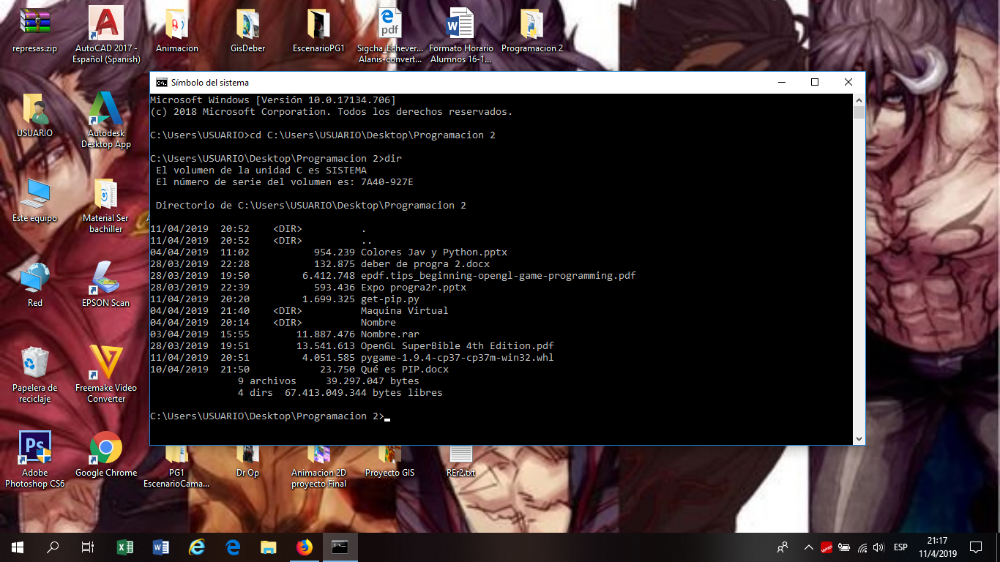 represas.zip
AutoCAD 2017 -
Español (Spanish)
Animacion
GisDeber
EscenarioPG1
Sigcha_Echever...
Alanis-convert...
Formato Horario
Alumnos 16-1...
Programacion 2
USUARIO
Autodesk
Desktop App
Este equipo
Material Ser
bachiller
Red
EPSON Scan
Papelera de
reciclaje
Freemake Video
Converter
Adobe
Photoshop CS6
Google Chrome
PG1
EscenarioCama...
Dr Op
Animacion 2D
proyecto Final
Proyecto GIS
REr2.txt
Símbolo del sistema
Microsoft Windows [Versión 10.0.17134.706]
(c) 2018 Microsoft Corporation. Todos los derechos reservados.
C:\Users\USUARIO>cd C:\Users\USUARIO\Desktop\Programacion 2
C:\Users\USUARIO\Desktop\Programacion 2>dir
El volumen de la unidad C es SISTEMA
El número de serie del volumen es: 7A40-927E
Directorio de C:\Users\USUARIO\Desktop\Programacion 2
11/04/2019  20:52    <DIR>          .
11/04/2019  20:52    <DIR>          ..
04/04/2019  11:02           954.239 Colores Jav y Python.pptx
28/03/2019  22:28           132.875 deber de progra 2.docx
28/03/2019  19:50         6.412.748 epdf.tips_beginning-opengl-game-programming.pdf
28/03/2019  22:39           593.436 Expo progra2r.pptx
11/04/2019  20:20         1.699.325 get-pip.py
04/04/2019  21:40    <DIR>          Maquina Virtual
04/04/2019  20:14    <DIR>          Nombre
03/04/2019  15:55        11.887.476 Nombre.rar
28/03/2019  19:51        13.541.613 OpenGL SuperBible 4th Edition.pdf
11/04/2019  20:51         4.051.585 pygame-1.9.4-cp37-cp37m-win32.whl
10/04/2019  21:50            23.750 Qué es PIP.docx
9 archivos     39.297.047 bytes
4 dirs  67.413.049.344 bytes libres
C:\Users\USUARIO\Desktop\Programacion 2>
ESP
21:17
11/4/2019